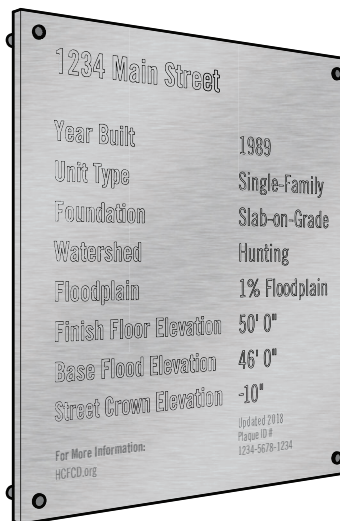 1234 Main Street
Year Built 1989
Unit Type Single-Family
Foundation Slab-on-Grade
Watershed Hunting
Floodplain 1% Floodplain
Finish Floor Elevation 50' 0"
Base Flood Elevation 46' 0"
Street Crown Elevation -10"
For More Information:
HCFCD.org
Updated 2018
Plaque ID #
1234-5678-1234